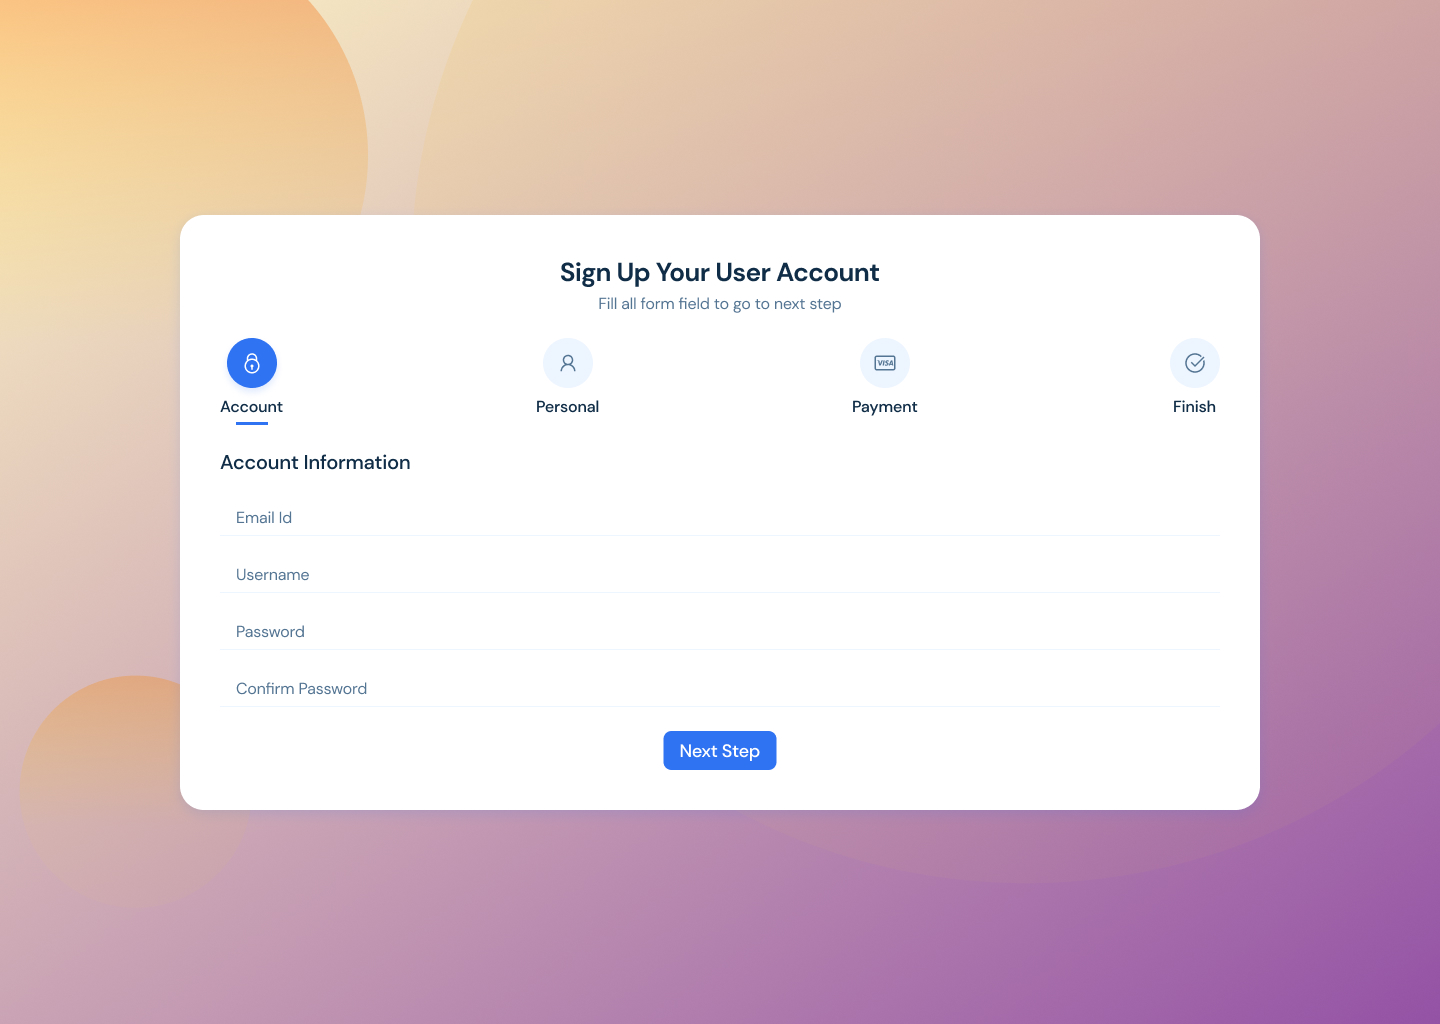 Sign Up Your User Account
Fill all form field to go to next step
VISA
Account Personal Payment Finish
Account Information
Email Id
Username
Password
Confirm Password
Next Step